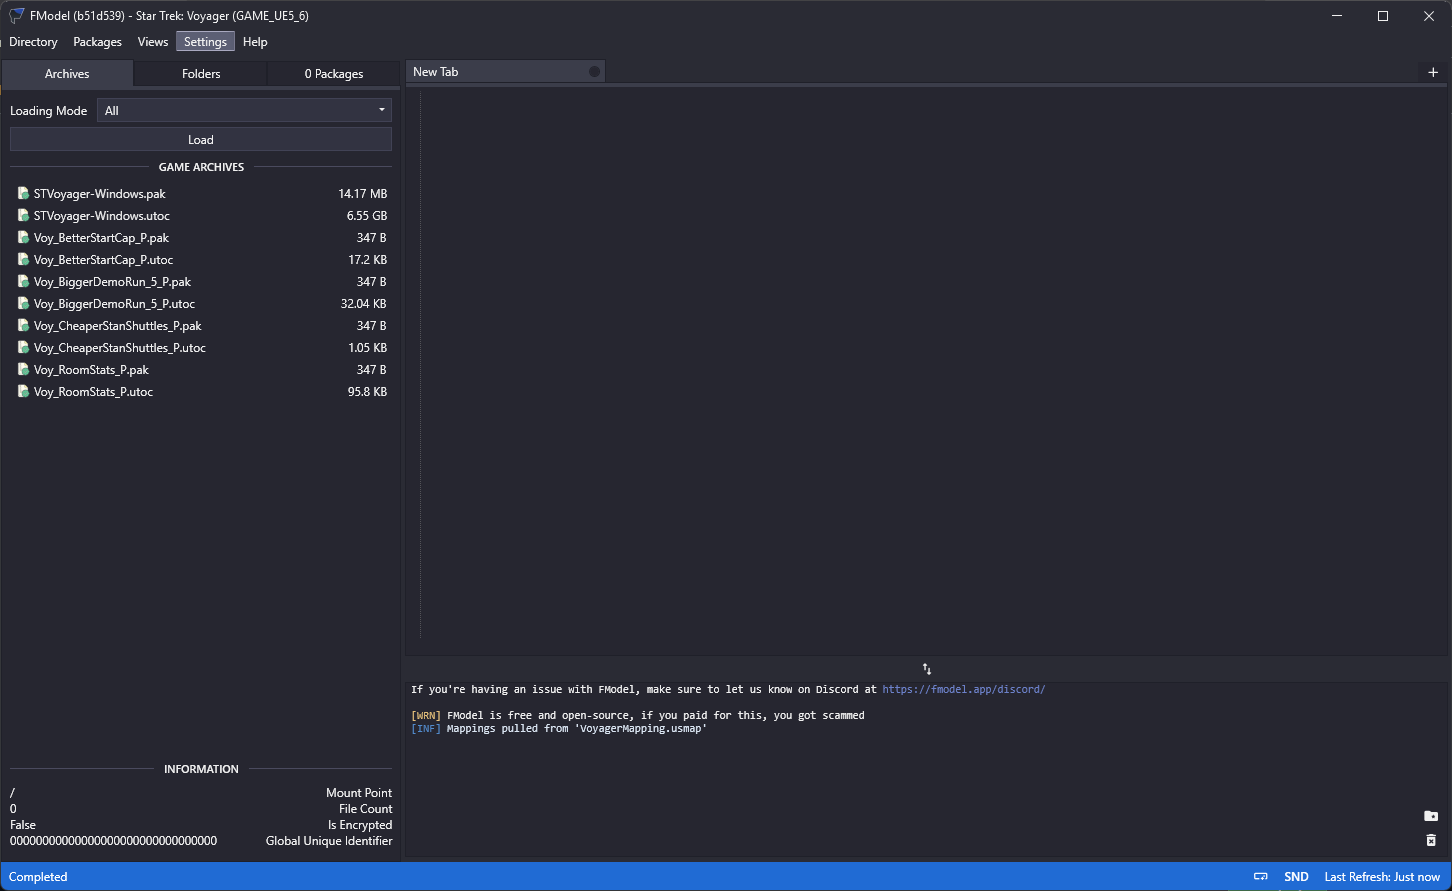 FModel (b51d539) - Star Trek: Voyager (GAME_UE5_6)
Directory Packages Views Settings Help
Archives Folders 0 Packages
New Tab
Loading Mode All
Load
GAME ARCHIVES
STVoyager-Windows.pak 14.17 MB
STVoyager-Windows.utoc 6.55 GB
Voy_BetterStartCap_P.pak 347 B
Voy_BetterStartCap_P.utoc 17.2 KB
Voy_BiggerDemoRun_5_P.pak 347 B
Voy_BiggerDemoRun_5_P.utoc 32.04 KB
Voy_CheaperStanShuttles_P.pak 347 B
Voy_CheaperStanShuttles_P.utoc 1.05 KB
Voy_RoomStats_P.pak 347 B
Voy_RoomStats_P.utoc 95.8 KB
INFORMATION
/ Mount Point
0 File Count
False Is Encrypted
00000000000000000000000000000000 Global Unique Identifier
If you're having an issue with FModel, make sure to let us know on Discord at https://fmodel.app/discord/
[WRN] FModel is free and open-source, if you paid for this, you got scammed
[INF] Mappings pulled from 'VoyagerMapping.usmap'
Completed
SND Last Refresh: Just now